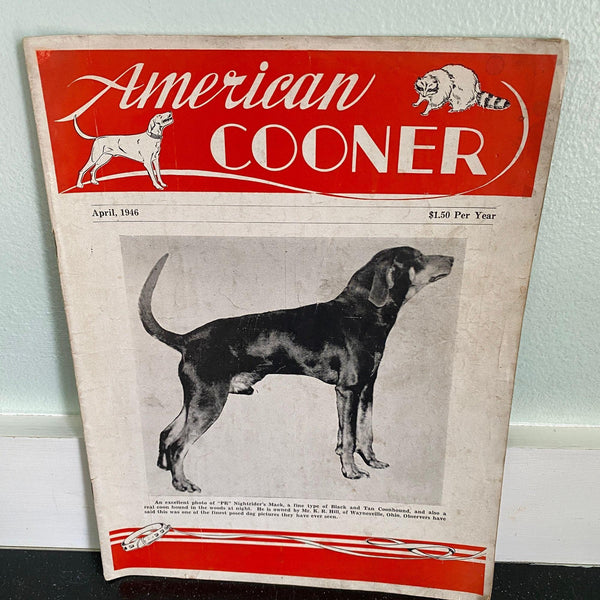 American
COONER
April, 1946
$1.50 Per Year
An excellent photo of "PR" Nightrider's Mack, a fine type of Black and Tan Coonhound, and also a
real coon hound in the woods at night. He is owned by Mr. K. R. Hill, of Waynesville, Ohio. Observers have
said this was one of the finest posed dog pictures they have ever seen.